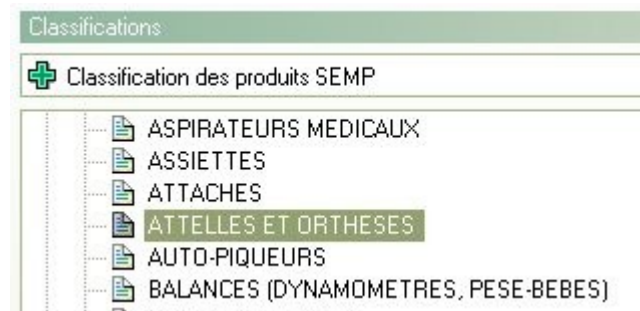 Classifications
Classification des produits SEMP
ASPIRATEURS MEDICAUX
ASSIETTES
ATTACHES
ATTELLES ET ORTHESES
AUTO-PIQUEURS
BALANCES (DYNAMOMETRES, PESE-BEBES)